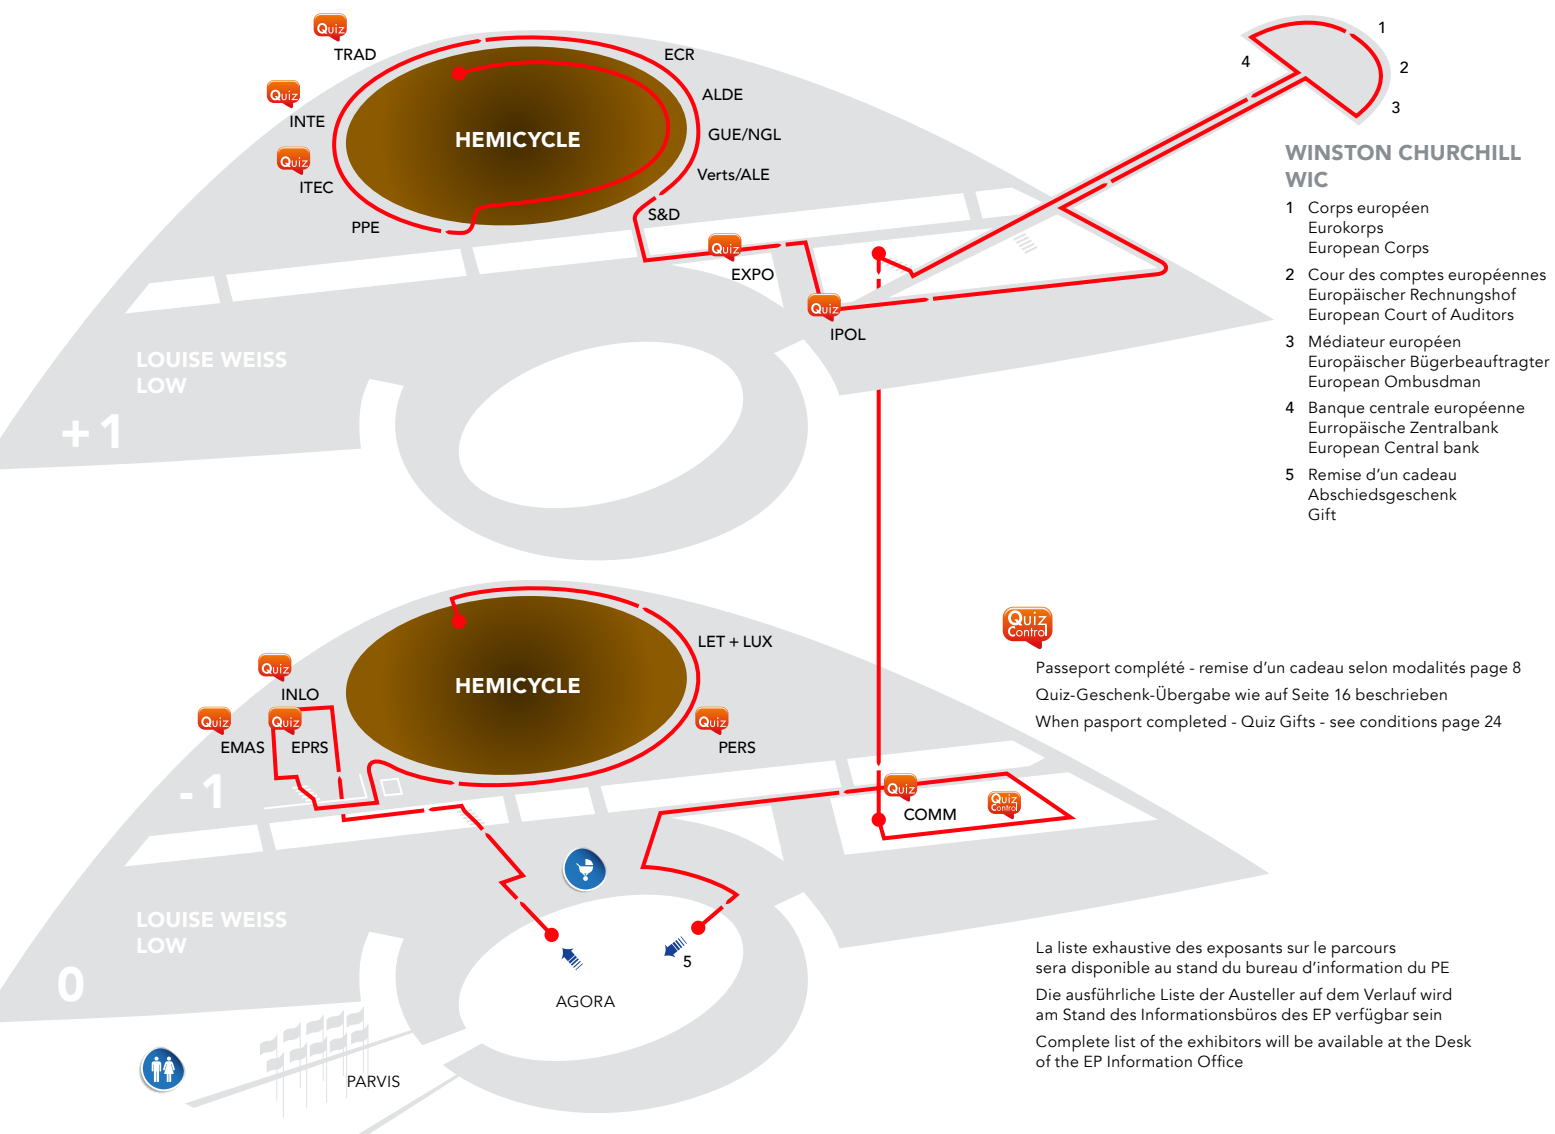 Quiz
TRAD
ECR
Quiz
ALDE
INTE
HEMICYCLE
GUE/NGL
Quiz
ITEC
Verts/ALE
PPE
S&D
Quiz
EXPO
Quiz
IPOL
LOUISE WEISS
LOW
+ 1
1
4
2
3
WINSTON CHURCHILL
WIC
1 Corps européen
Eurokorps
European Corps
2 Cour des comptes européennes
Europäischer Rechnungshof
European Court of Auditors
3 Médiateur européen
Europäischer Bügerbeauftragter
European Ombusdman
4 Banque centrale européenne
Eurropäische Zentralbank
European Central bank
5 Remise d'un cadeau
Abschiedsgeschenk
Gift
Quiz
Control
Passeport complété - remise d'un cadeau selon modalités page 8
Quiz-Geschenk-Übergabe wie auf Seite 16 beschrieben
When pasport completed - Quiz Gifts - see conditions page 24
LET + LUX
HEMICYCLE
Quiz
INLO
Quiz
EMAS
Quiz
EPRS
Quiz
PERS
- 1
Quiz
COMM
Quiz
Control
LOUISE WEISS
LOW
0
5
AGORA
PARVIS
La liste exhaustive des exposants sur le parcours
sera disponible au stand du bureau d'information du PE
Die ausführliche Liste der Austeller auf dem Verlauf wird
am Stand des Informationsbüros des EP verfügbar sein
Complete list of the exhibitors will be available at the Desk
of the EP Information Office